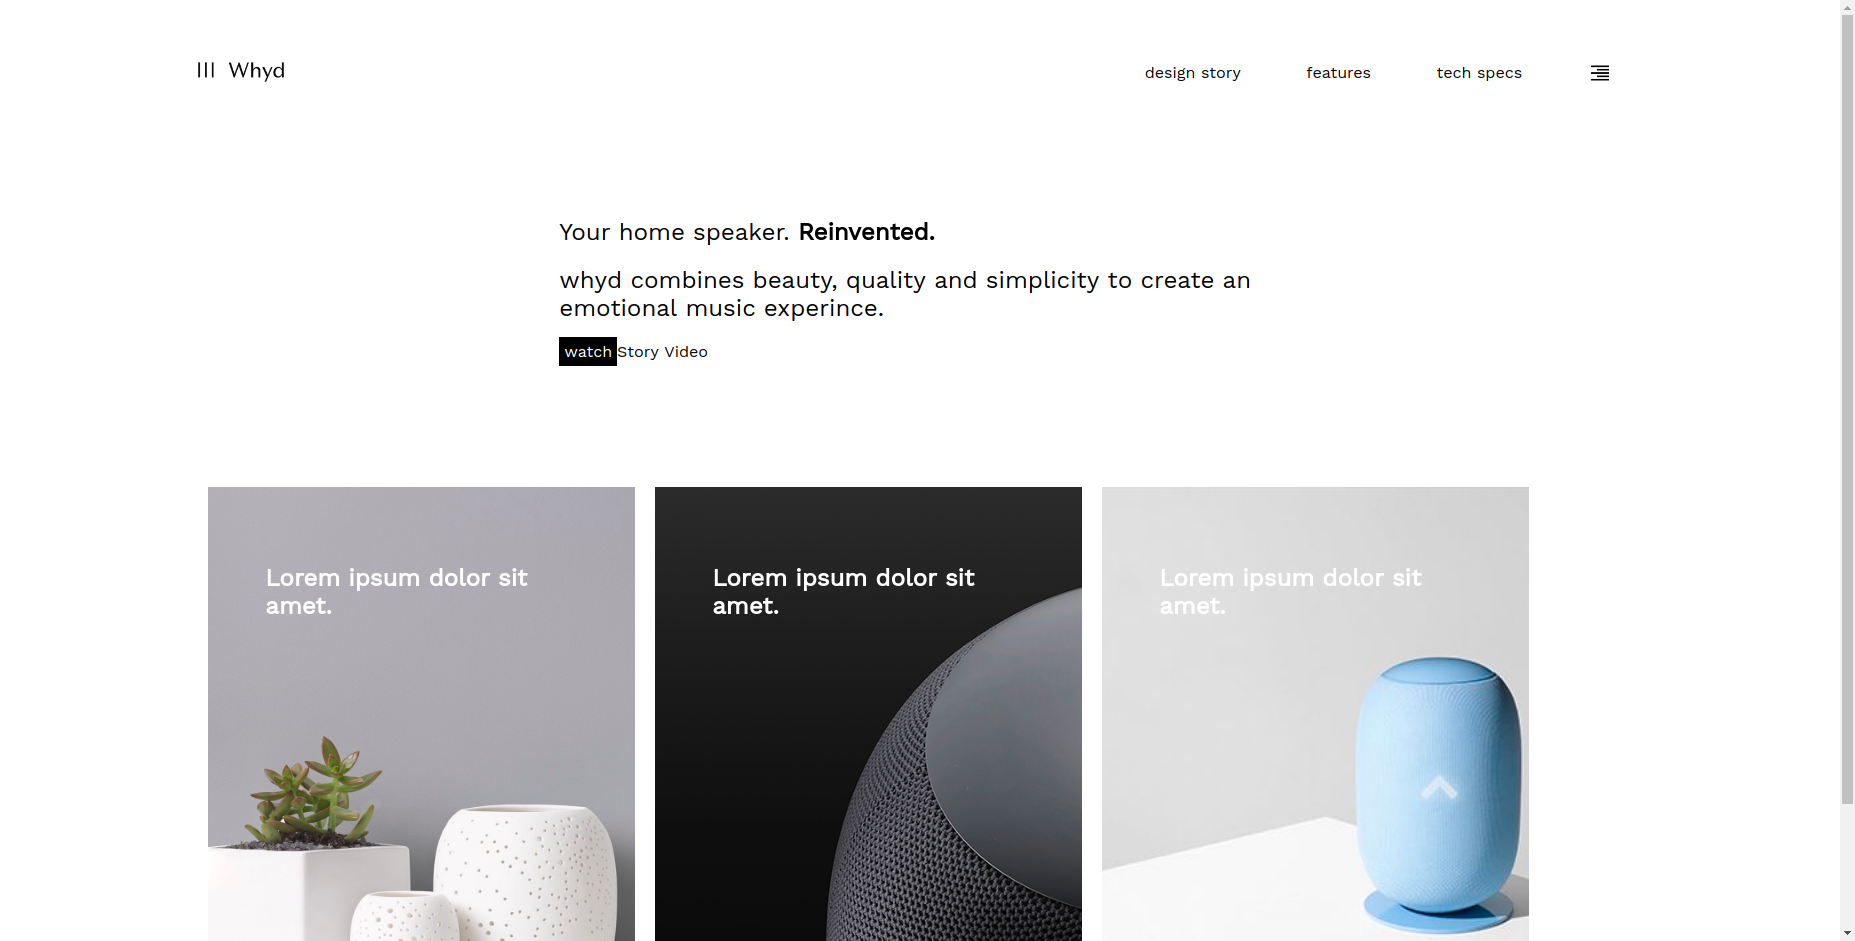 Whyd
design story
features
tech specs
Your home speaker. Reinvented.
whyd combines beauty, quality and simplicity to create an
emotional music experince.
watch Story Video
Lorem ipsum dolor sit
amet.
Lorem ipsum dolor sit
amet.
Lorem ipsum dolor sit
amet.